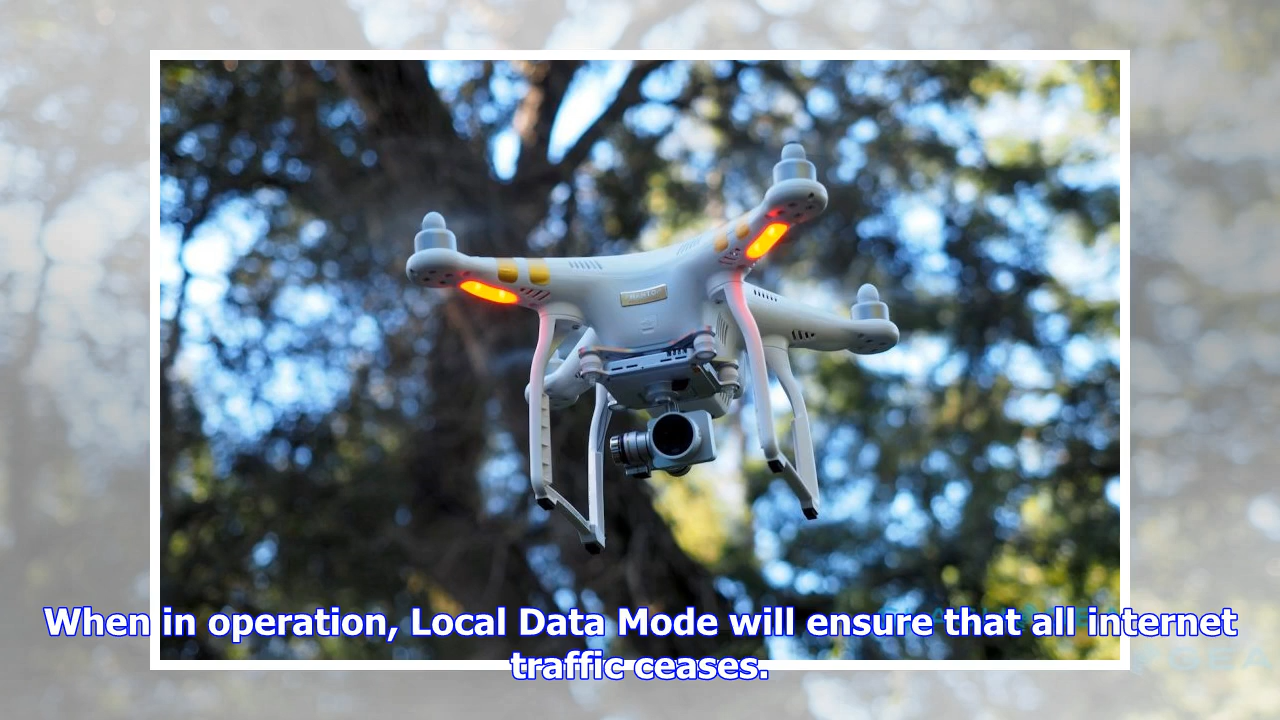 When in operation, Local Data Mode will ensure that all internet
traffic ceases.